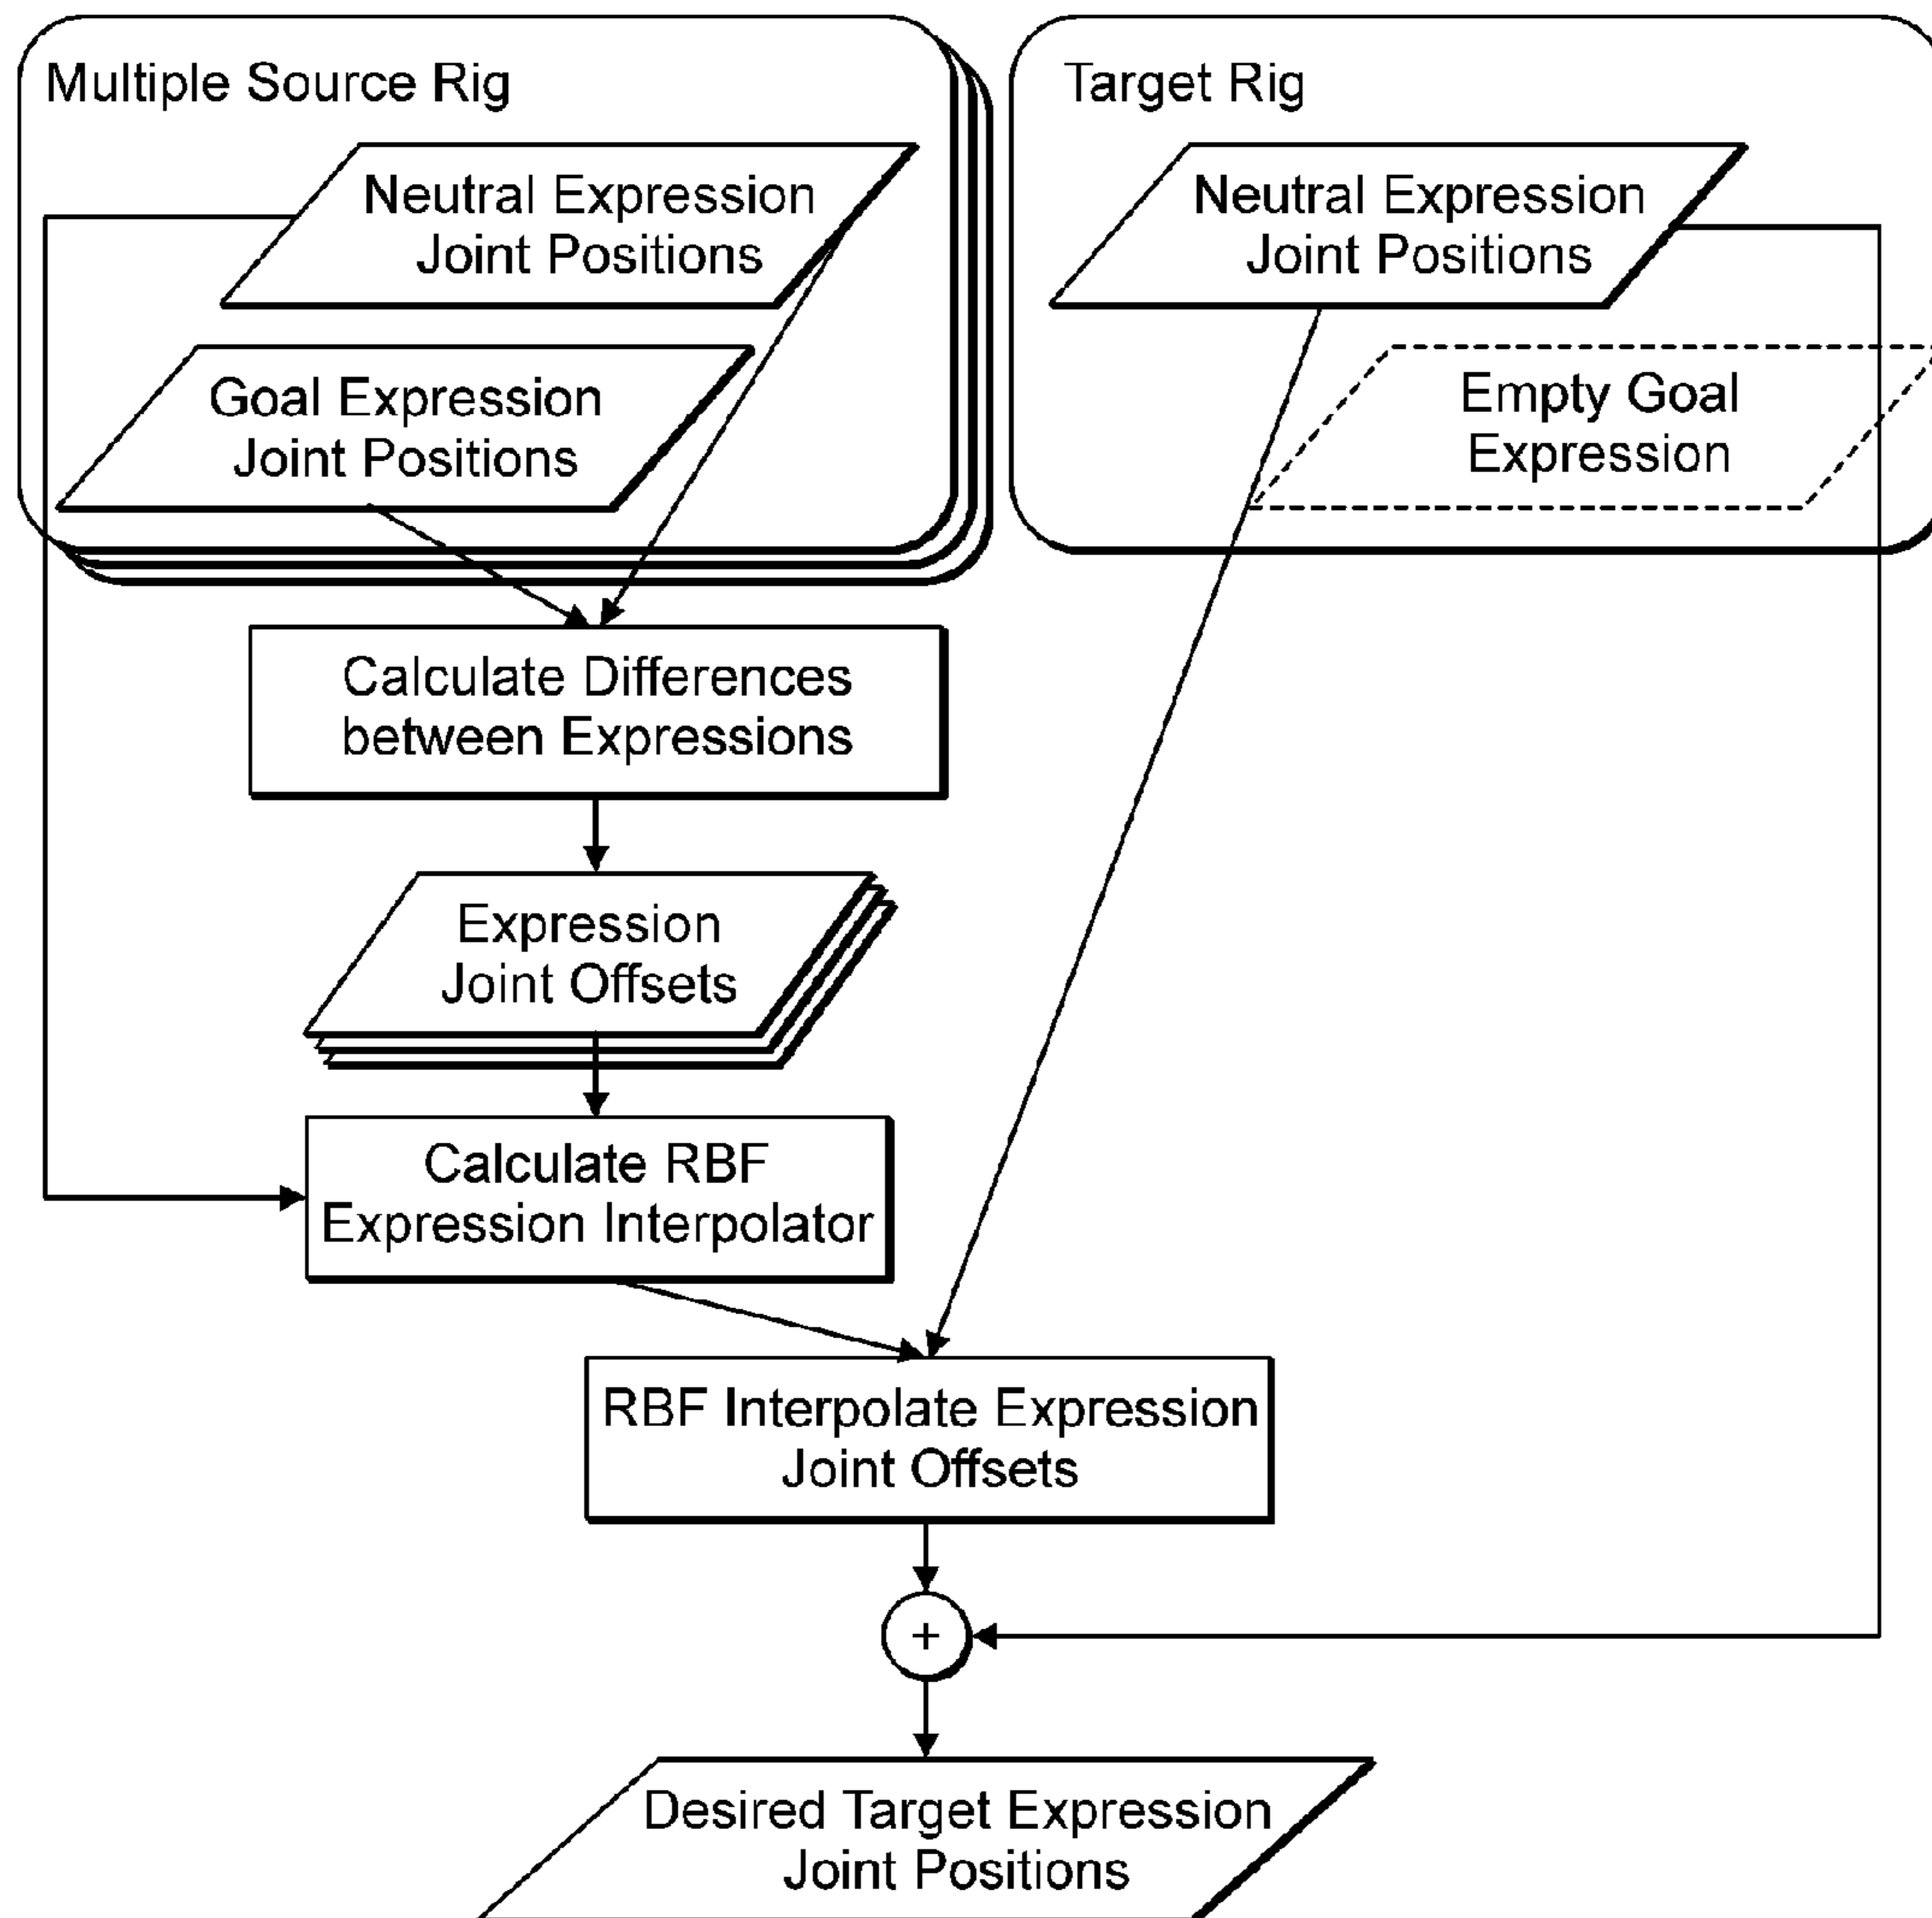 Multiple Source Rig
Neutral Expression
Joint Positions
Goal Expression
Joint Positions
Target Rig
Neutral Expression
Joint Positions
Empty Goal
Expression
Calculate Differences
between Expressions
Expression
Joint Offsets
Calculate RBF
Expression Interpolator
RBF Interpolate Expression
Joint Offsets
+
Desired Target Expression
Joint Positions